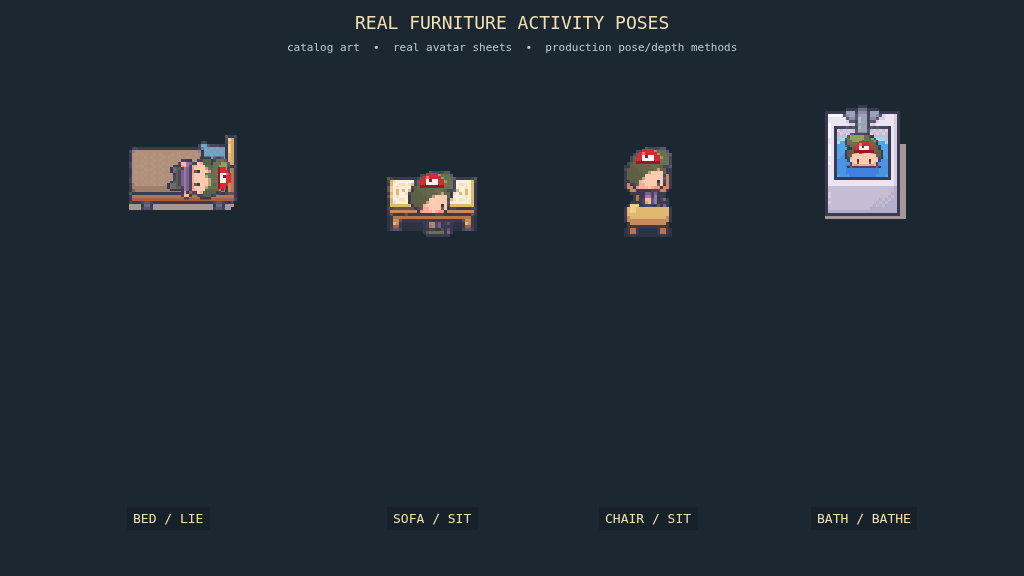 REAL FURNITURE ACTIVITY POSES
catalog art • real avatar sheets • production pose/depth methods
BED / LIE
SOFA / SIT
CHAIR / SIT
BATH / BATHE